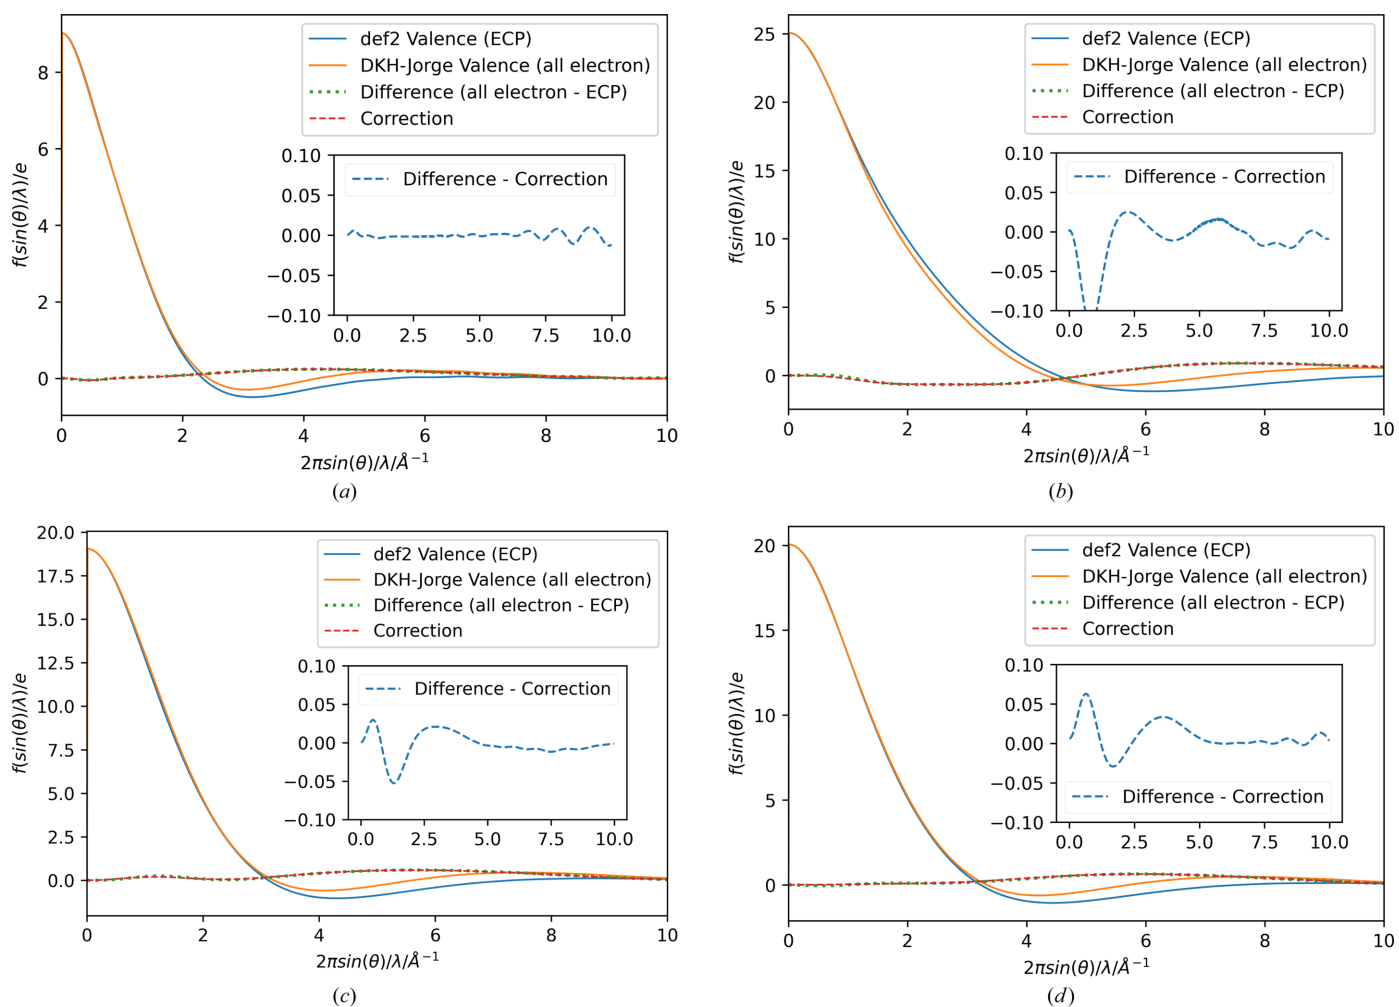 def2 Valence (ECP)
DKH-Jorge Valence (all electron)
Difference (all electron - ECP)
Correction
f(sin(θ)/λ)/e
8
6
4
2
0
0.10
0.05
0.00
−0.05
−0.10
Difference - Correction
0.0 2.5 5.0 7.5 10.0
0 2 4 6 8 10
2πsin(θ)/λ/Å⁻¹
(a)
def2 Valence (ECP)
DKH-Jorge Valence (all electron)
Difference (all electron - ECP)
Correction
f(sin(θ)/λ)/e
25
20
15
10
5
0
0.10
0.05
0.00
−0.05
−0.10
Difference - Correction
0.0 2.5 5.0 7.5 10.0
0 2 4 6 8 10
2πsin(θ)/λ/Å⁻¹
(b)
def2 Valence (ECP)
DKH-Jorge Valence (all electron)
Difference (all electron - ECP)
Correction
f(sin(θ)/λ)/e
20.0
17.5
15.0
12.5
10.0
7.5
5.0
2.5
0.0
0.10
0.05
0.00
−0.05
−0.10
Difference - Correction
0.0 2.5 5.0 7.5 10.0
0 2 4 6 8 10
2πsin(θ)/λ/Å⁻¹
(c)
def2 Valence (ECP)
DKH-Jorge Valence (all electron)
Difference (all electron - ECP)
Correction
f(sin(θ)/λ)/e
20
15
10
5
0
0.10
0.05
0.00
−0.05
−0.10
Difference - Correction
0.0 2.5 5.0 7.5 10.0
0 2 4 6 8 10
2πsin(θ)/λ/Å⁻¹
(d)